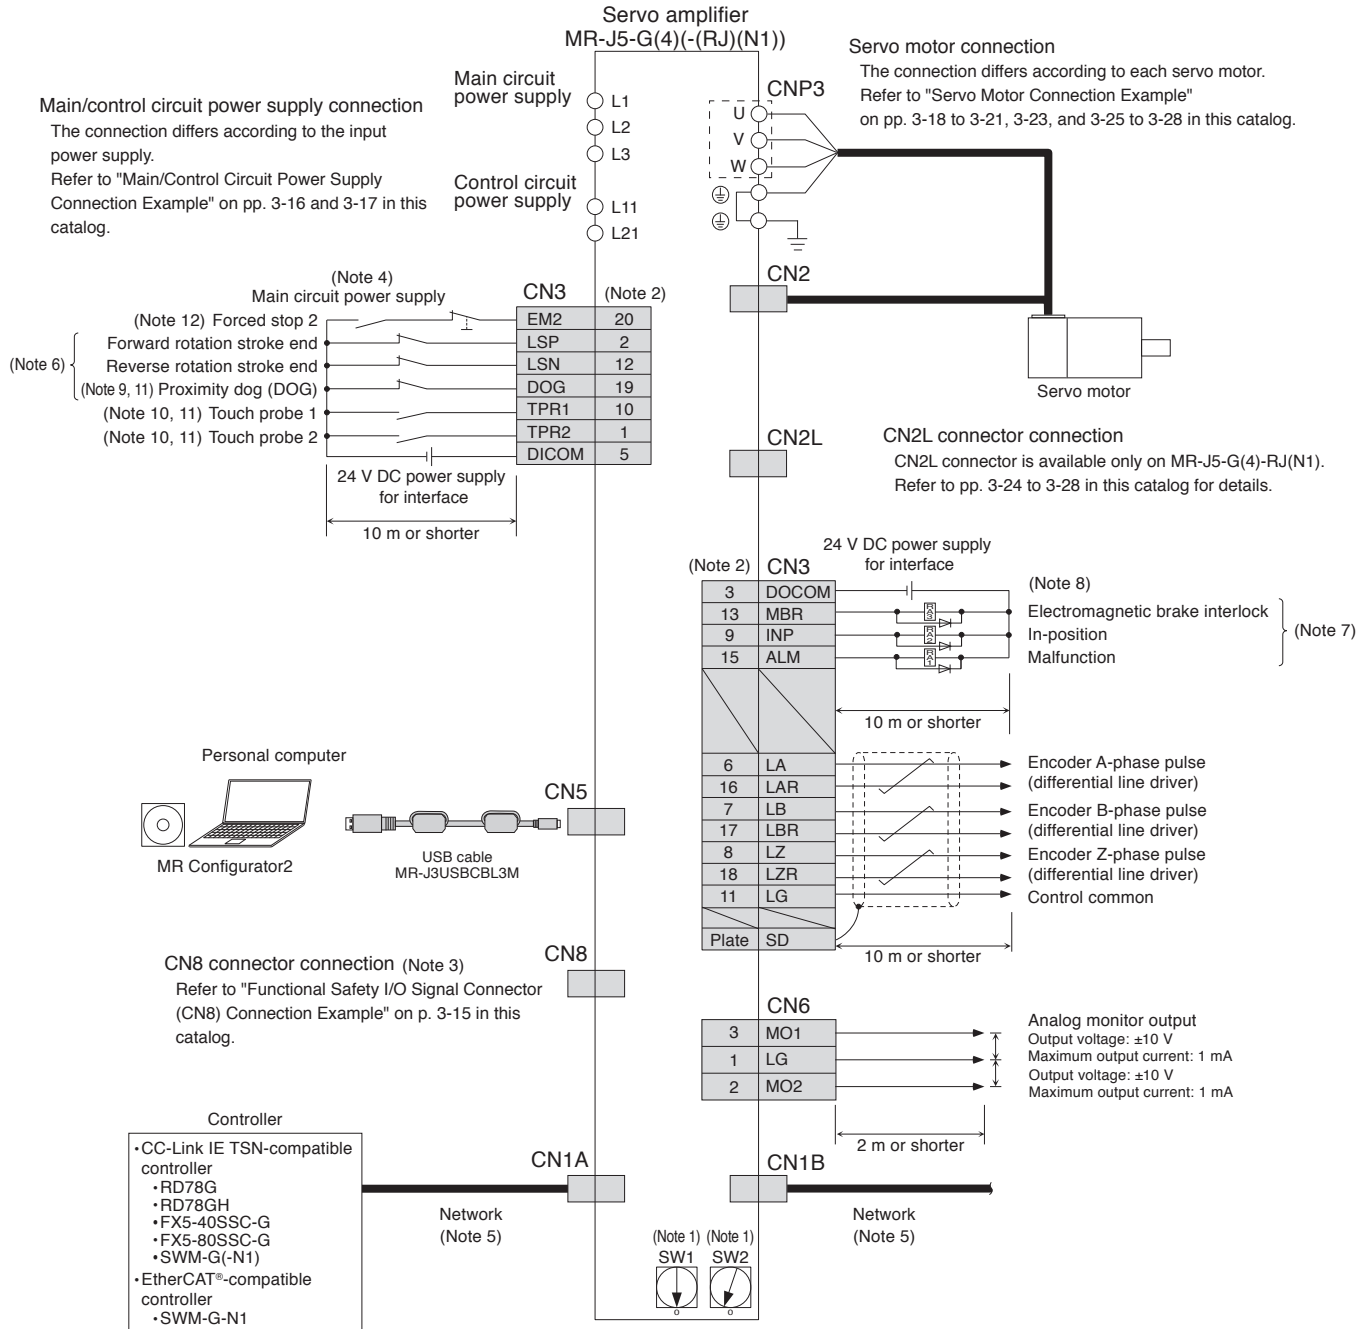 Servo amplifier
MR-J5-G(4)(-(RJ)(N1))
Main/control circuit power supply connection
The connection differs according to the input
power supply.
Refer to "Main/Control Circuit Power Supply
Connection Example" on pp. 3-16 and 3-17 in this
catalog.
Main circuit
power supply
L1
L2
L3
Control circuit
power supply
L11
L21
CNP3
U
V
W
Servo motor connection
The connection differs according to each servo motor.
Refer to "Servo Motor Connection Example"
on pp. 3-18 to 3-21, 3-23, and 3-25 to 3-28 in this catalog.
CN2
Servo motor
(Note 4)
Main circuit power supply
CN3 (Note 2)
(Note 12) Forced stop 2 EM2 20
(Note 6)
Forward rotation stroke end LSP 2
Reverse rotation stroke end LSN 12
(Note 9, 11) Proximity dog (DOG) DOG 19
(Note 10, 11) Touch probe 1 TPR1 10
(Note 10, 11) Touch probe 2 TPR2 1
DICOM 5
24 V DC power supply
for interface
10 m or shorter
CN2L
CN2L connector connection
CN2L connector is available only on MR-J5-G(4)-RJ(N1).
Refer to pp. 3-24 to 3-28 in this catalog for details.
24 V DC power supply
for interface
(Note 2) CN3
3 DOCOM (Note 8)
13 MBR RA3 Electromagnetic brake interlock
9 INP RA2 In-position (Note 7)
15 ALM RA1 Malfunction
10 m or shorter
6 LA Encoder A-phase pulse
16 LAR (differential line driver)
7 LB Encoder B-phase pulse
17 LBR (differential line driver)
8 LZ Encoder Z-phase pulse
18 LZR (differential line driver)
11 LG Control common
Plate SD
10 m or shorter
Personal computer
MR Configurator2
USB cable
MR-J3USBCBL3M
CN5
CN8
CN8 connector connection (Note 3)
Refer to "Functional Safety I/O Signal Connector
(CN8) Connection Example" on p. 3-15 in this
catalog.
CN6
3 MO1
1 LG
2 MO2
Analog monitor output
Output voltage: ±10 V
Maximum output current: 1 mA
Output voltage: ±10 V
Maximum output current: 1 mA
2 m or shorter
Controller
•CC-Link IE TSN-compatible
controller
•RD78G
•RD78GH
•FX5-40SSC-G
•FX5-80SSC-G
•SWM-G(-N1)
•EtherCAT®-compatible
controller
•SWM-G-N1
CN1A
Network
(Note 5)
CN1B
Network
(Note 5)
(Note 1) (Note 1)
SW1 SW2
0 0